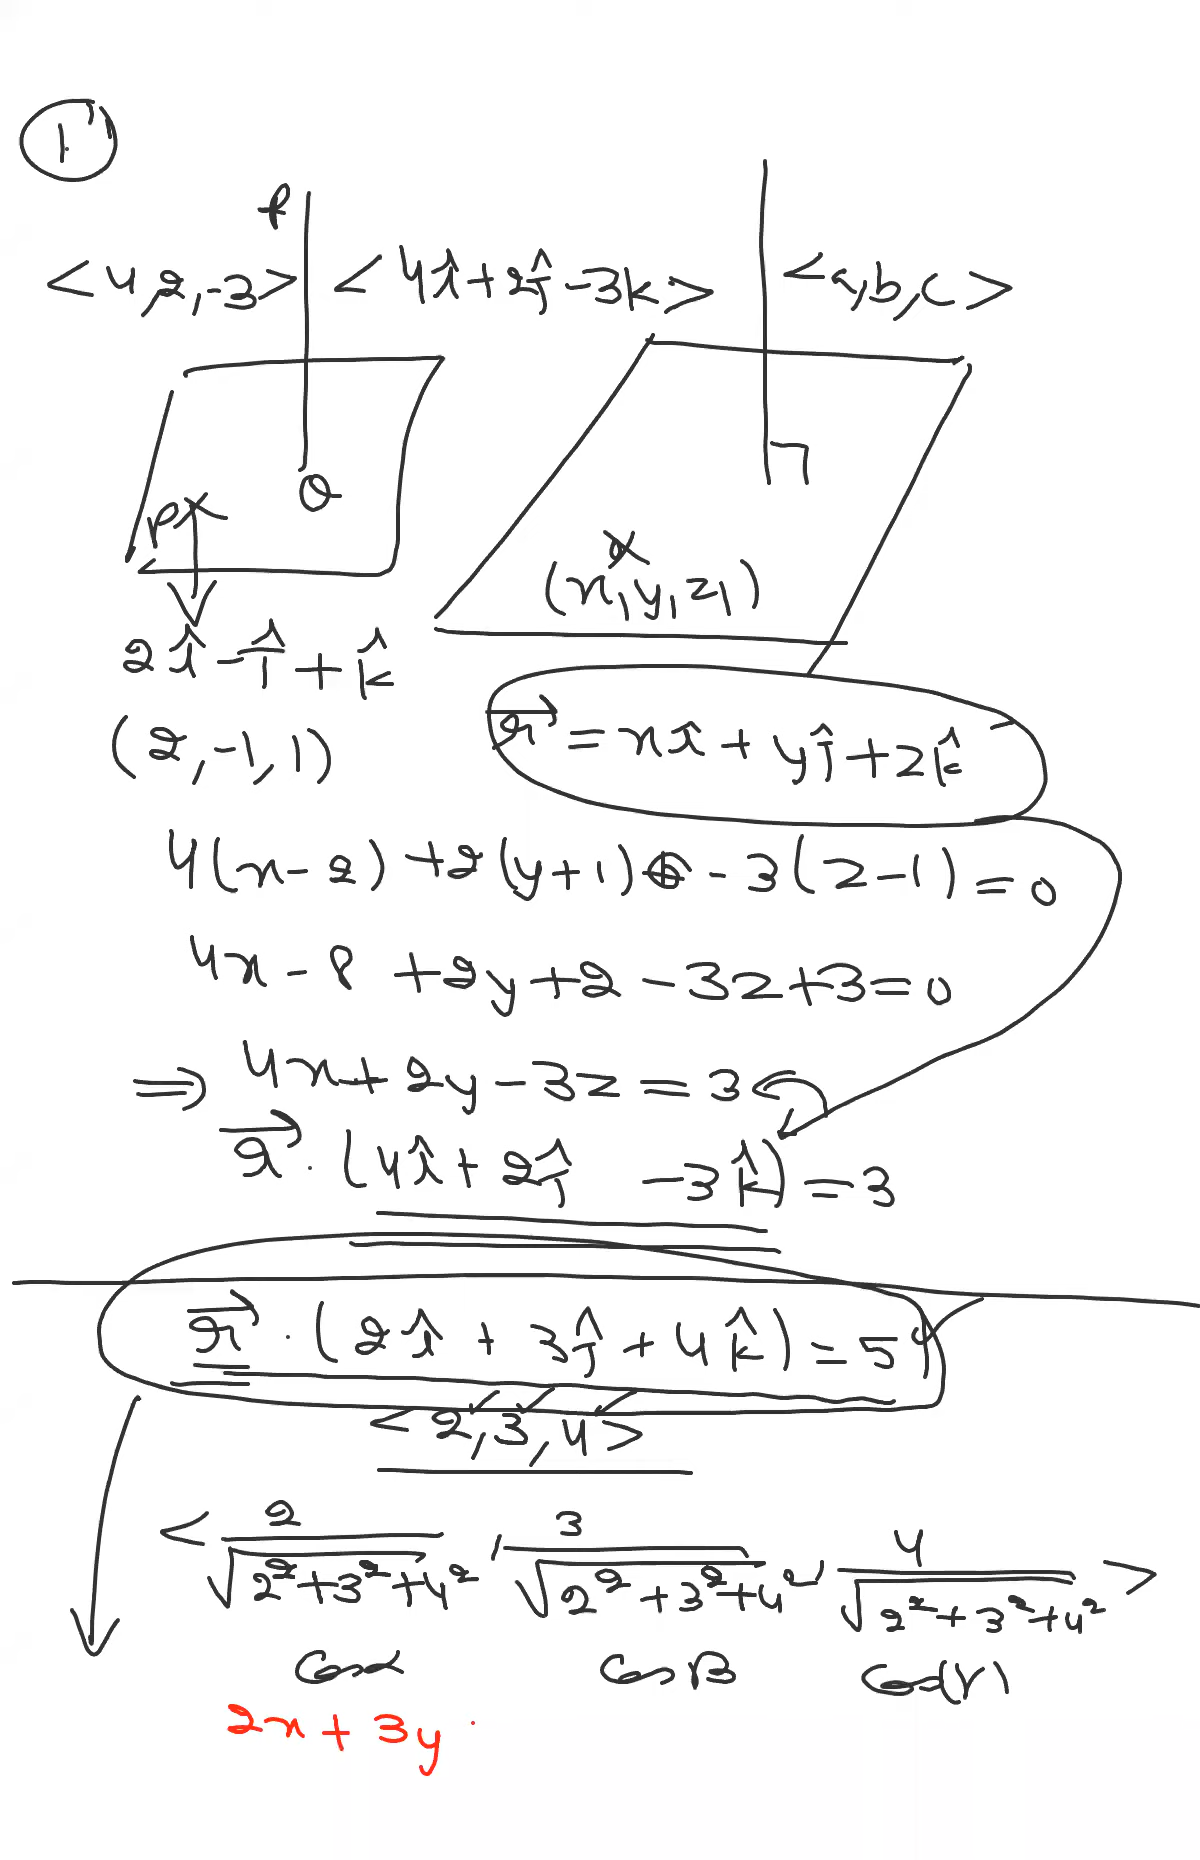 1
P
<4,2,-3> <4î+2ĵ-3k> <a,b,c>
Q
P
(x₁,y₁,z₁)
2î-ĵ+k̂
(2,-1,1)
r⃗ = xî + yĵ + zk̂
4(x-2) +2(y+1) - 3(z-1) = 0
4x - 8 +2y+2 -3z+3=0
⇒ 4x+2y-3z = 3
r⃗ . (4î+2ĵ -3k̂) = 3
r⃗ . (2î + 3ĵ + 4k̂) = 5
<2,3,4>
< 2/√(2²+3²+4²) , 3/√(2²+3²+4²) , 4/√(2²+3²+4²) >
cosα cosβ cos(γ)
2x + 3y